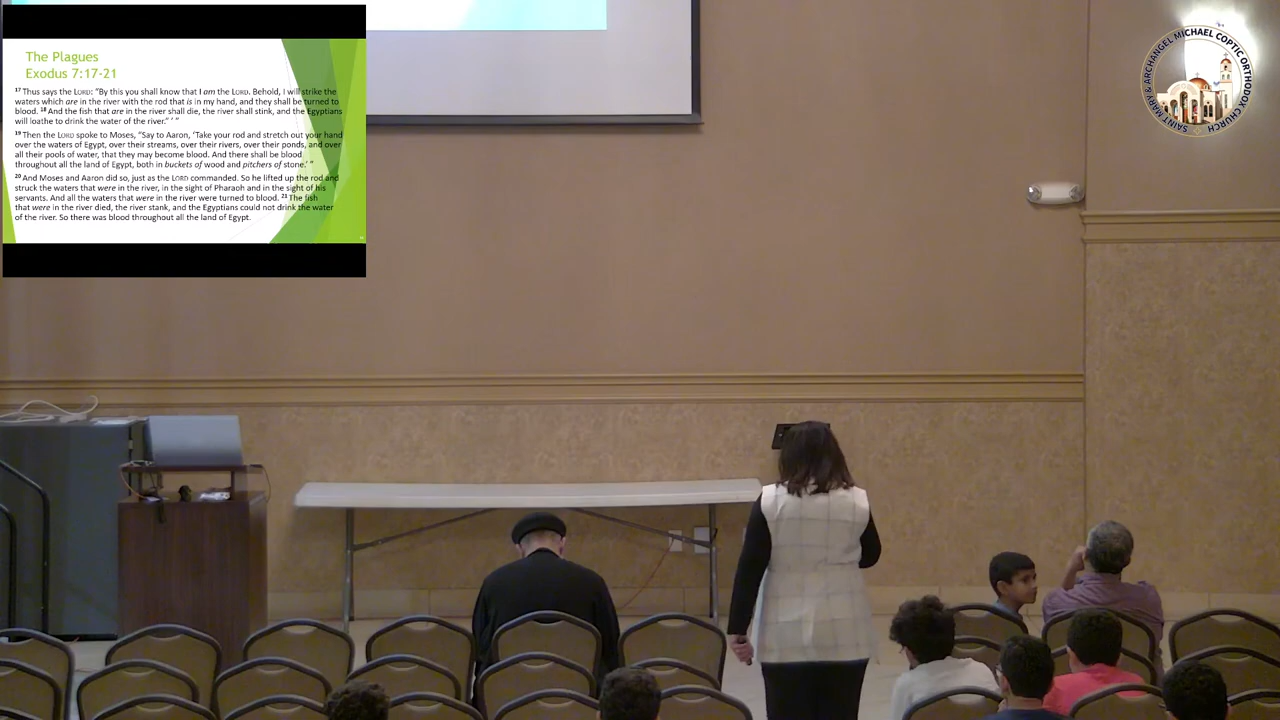 The Plagues
Exodus 7:17-21
17 Thus says the LORD: “By this you shall know that I am the LORD. Behold, I will strike the
waters which are in the river with the rod that is in my hand, and they shall be turned to
blood. 18 And the fish that are in the river shall die, the river shall stink, and the Egyptians
will loathe to drink the water of the river.” ’ ”
19 Then the LORD spoke to Moses, “Say to Aaron, ‘Take your rod and stretch out your hand
over the waters of Egypt, over their streams, over their rivers, over their ponds, and over
all their pools of water, that they may become blood. And there shall be blood
throughout all the land of Egypt, both in buckets of wood and pitchers of stone.’ ”
20 And Moses and Aaron did so, just as the LORD commanded. So he lifted up the rod and
struck the waters that were in the river, in the sight of Pharaoh and in the sight of his
servants. And all the waters that were in the river were turned to blood. 21 The fish
that were in the river died, the river stank, and the Egyptians could not drink the water
of the river. So there was blood throughout all the land of Egypt.
SAINT MARY & ARCHANGEL MICHAEL COPTIC ORTHODOX CHURCH